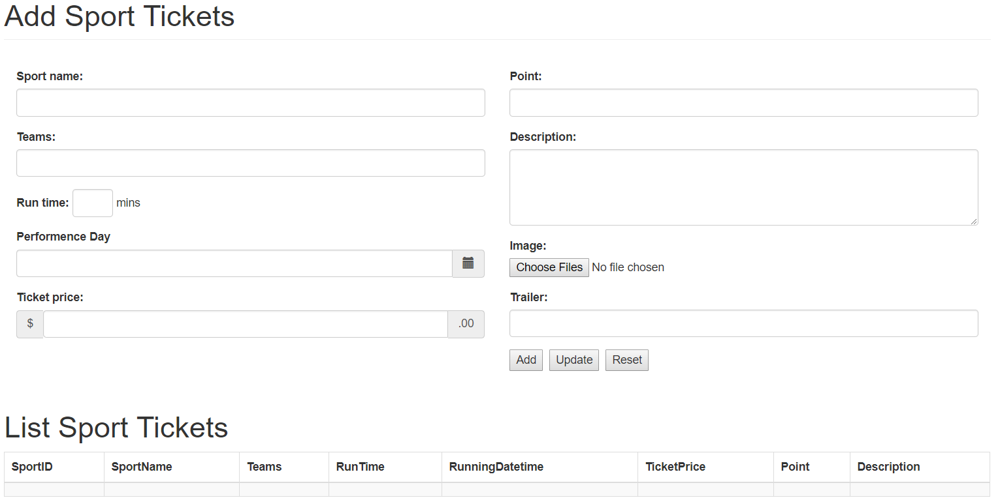 Add Sport Tickets
Sport name:
Point:
Teams:
Description:
Run time: mins
Performence Day
Image:
Choose Files No file chosen
Ticket price:
$ .00
Trailer:
Add Update Reset
List Sport Tickets
SportID SportName Teams RunTime RunningDatetime TicketPrice Point Description